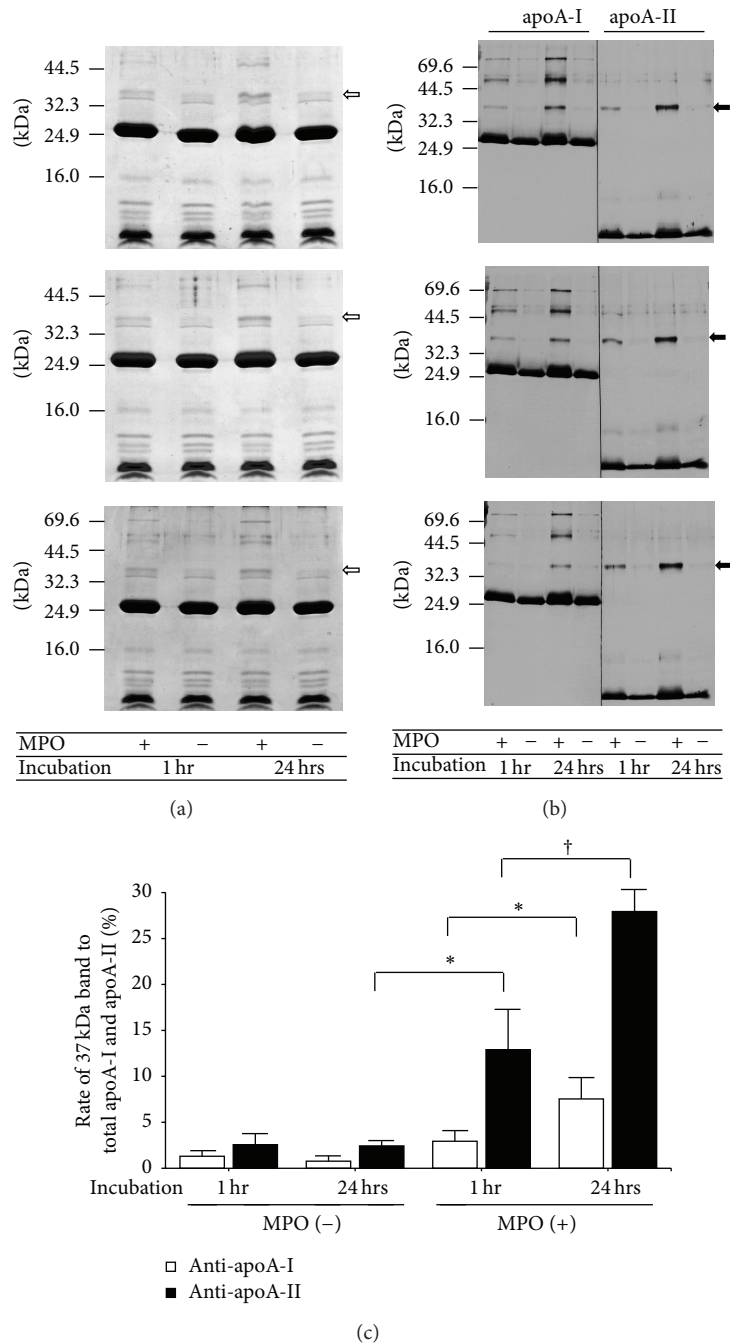 apoA-I apoA-II
44.5
32.3
24.9
16.0
(kDa)
69.6
44.5
32.3
24.9
16.0
(kDa)
44.5
32.3
24.9
16.0
(kDa)
69.6
44.5
32.3
24.9
16.0
(kDa)
69.6
44.5
32.3
24.9
16.0
(kDa)
69.6
44.5
32.3
24.9
16.0
(kDa)
MPO + − + −
Incubation 1 hr 24 hrs
(a)
MPO + − + − + − + −
Incubation 1 hr 24 hrs 1 hr 24 hrs
(b)
Rate of 37 kDa band to
total apoA-I and apoA-II (%)
30
25
20
15
10
5
0
*
*
†
Incubation 1 hr 24 hrs 1 hr 24 hrs
MPO (−) MPO (+)
Anti-apoA-I
Anti-apoA-II
(c)